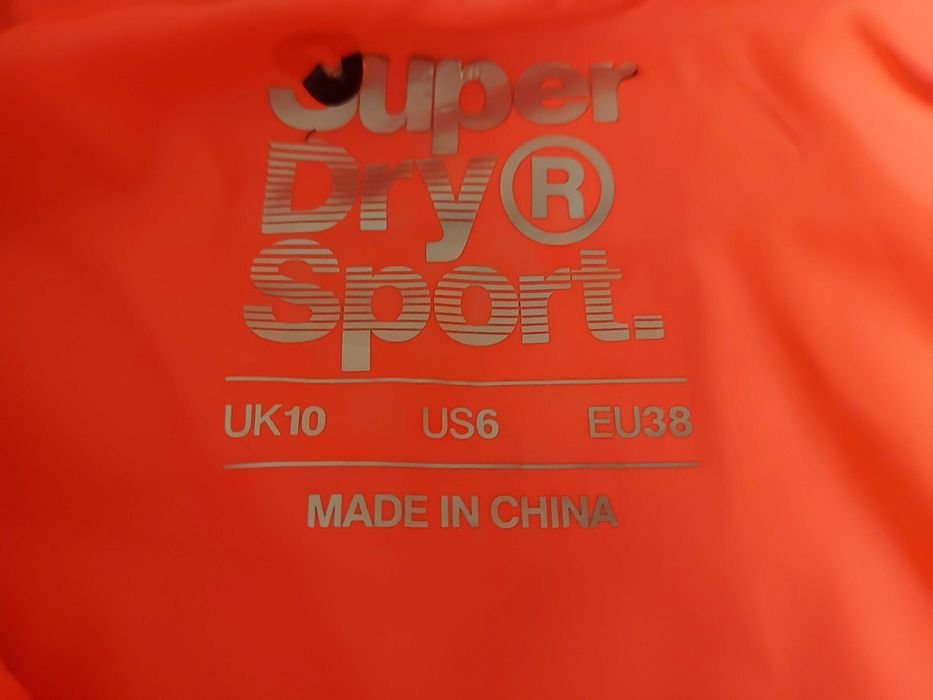 Super
Dry®
Sport.
UK10 US6 EU38
MADE IN CHINA